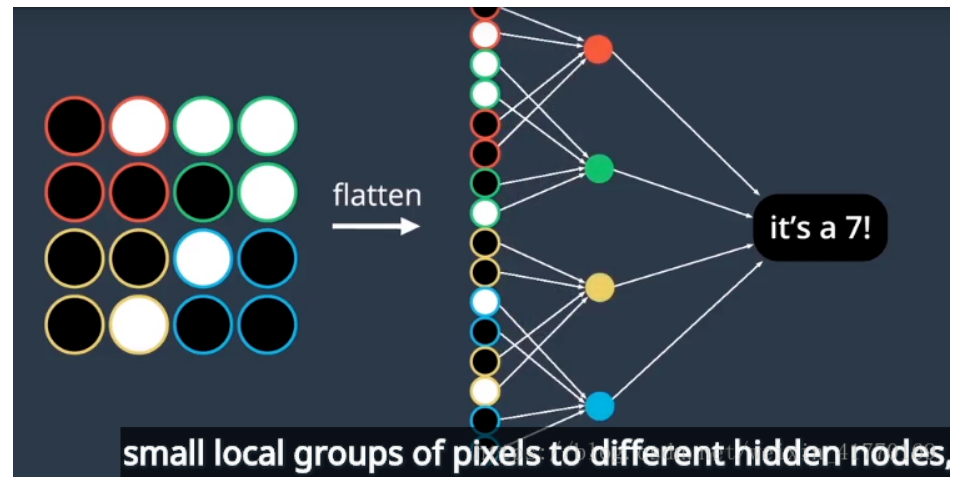 flatten
it's a 7!
small local groups of pixels to different hidden nodes,